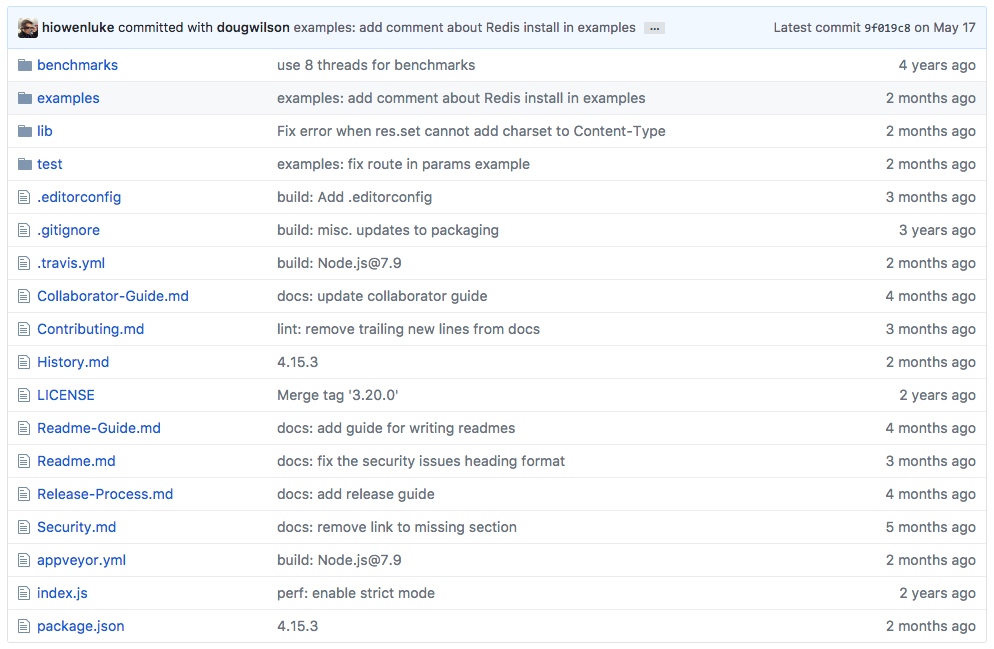 hiowenluke committed with dougwilson examples: add comment about Redis install in examples ... Latest commit 9f019c8 on May 17
benchmarks use 8 threads for benchmarks 4 years ago
examples examples: add comment about Redis install in examples 2 months ago
lib Fix error when res.set cannot add charset to Content-Type 2 months ago
test examples: fix route in params example 2 months ago
.editorconfig build: Add .editorconfig 3 months ago
.gitignore build: misc. updates to packaging 3 years ago
.travis.yml build: Node.js@7.9 2 months ago
Collaborator-Guide.md docs: update collaborator guide 4 months ago
Contributing.md lint: remove trailing new lines from docs 3 months ago
History.md 4.15.3 2 months ago
LICENSE Merge tag '3.20.0' 2 years ago
Readme-Guide.md docs: add guide for writing readmes 4 months ago
Readme.md docs: fix the security issues heading format 3 months ago
Release-Process.md docs: add release guide 4 months ago
Security.md docs: remove link to missing section 5 months ago
appveyor.yml build: Node.js@7.9 2 months ago
index.js perf: enable strict mode 2 years ago
package.json 4.15.3 2 months ago